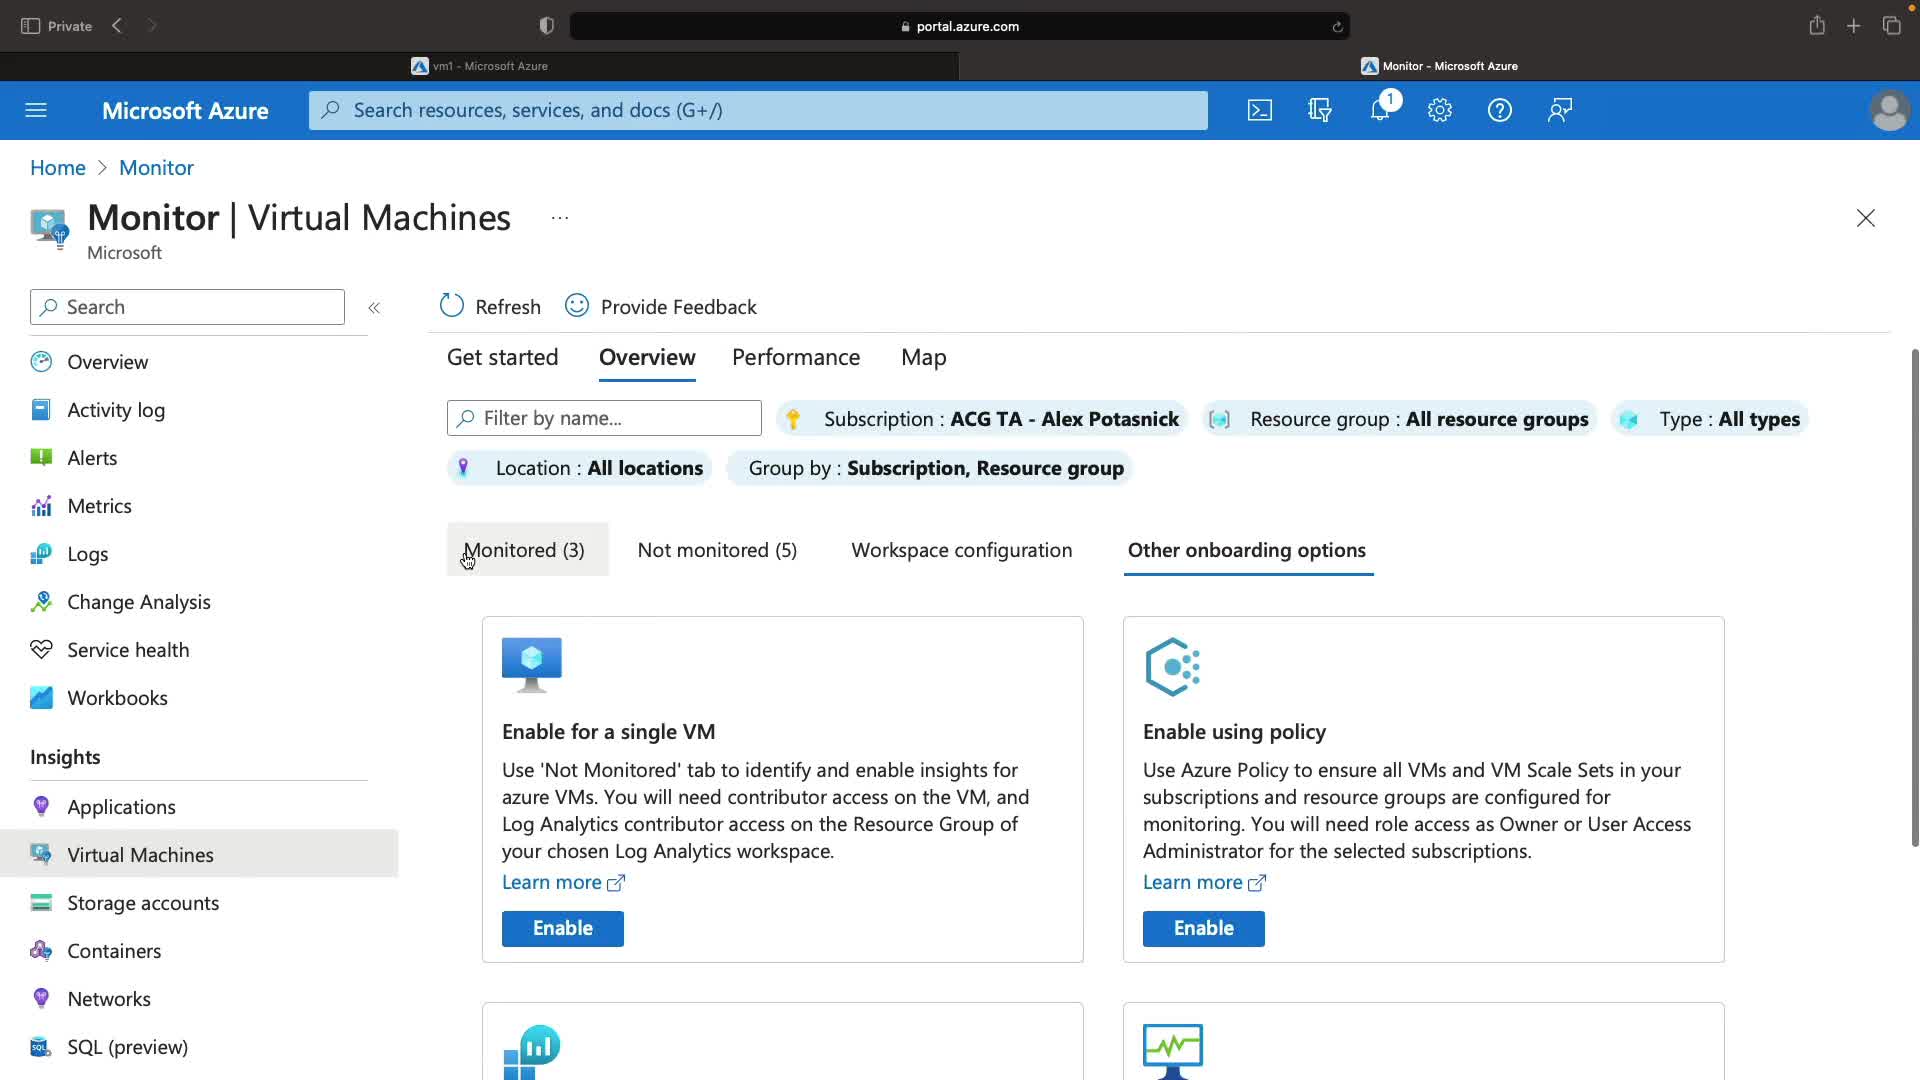 Private
portal.azure.com
vm1 - Microsoft Azure
Monitor - Microsoft Azure
Microsoft Azure
Search resources, services, and docs (G+/)
1
Home > Monitor
Monitor | Virtual Machines ...
Microsoft
Search
«
Refresh
Provide Feedback
Overview
Activity log
Alerts
Metrics
Logs
Change Analysis
Service health
Workbooks
Insights
Applications
Virtual Machines
Storage accounts
Containers
Networks
SQL (preview)
Get started
Overview
Performance
Map
Filter by name...
Subscription : ACG TA - Alex Potasnick
Resource group : All resource groups
Type : All types
Location : All locations
Group by : Subscription, Resource group
Monitored (3)
Not monitored (5)
Workspace configuration
Other onboarding options
Enable for a single VM
Use 'Not Monitored' tab to identify and enable insights for
azure VMs. You will need contributor access on the VM, and
Log Analytics contributor access on the Resource Group of
your chosen Log Analytics workspace.
Learn more
Enable
Enable using policy
Use Azure Policy to ensure all VMs and VM Scale Sets in your
subscriptions and resource groups are configured for
monitoring. You will need role access as Owner or User Access
Administrator for the selected subscriptions.
Learn more
Enable